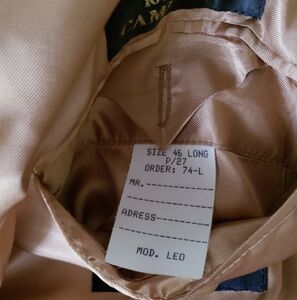 SIZE 46 LONG
P/27
ORDER: 74-L
MR.
ADRESS
MOD. LEO